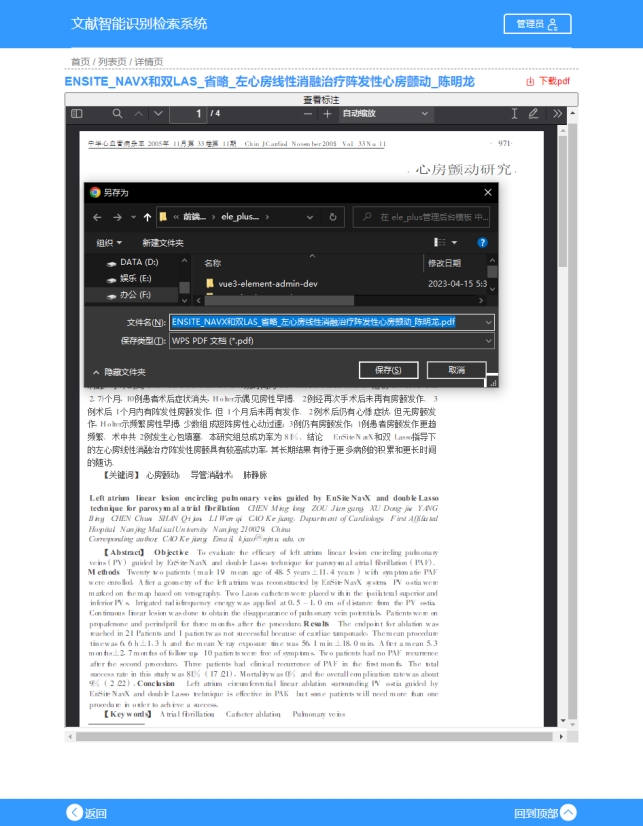 文献智能识别检索系统
管理员
首页 / 列表页 / 详情页
ENSITE_NAVX和双LAS_省略_左心房线性消融治疗阵发性心房颤动_陈明龙
下载pdf
查看标注
1 / 4
自动缩放
中华心血管病杂志 2005年 11月第 33卷第 11期 Chin J Cardiol November 2005 Vol 33 No 11
· 971·
· 心房颤动研究 ·
另存为
« 前端... › ele_plus... ›
在 ele_plus管理后台模板 中...
组织
新建文件夹
DATA (D:)
娱乐 (E:)
办公 (F:)
名称
修改日期
vue3-element-admin-dev
2023-04-15 5:3
文件名(N):
ENSITE_NAVX和双LAS_省略_左心房线性消融治疗阵发性心房颤动_陈明龙.pdf
保存类型(T):
WPS PDF 文档 (*.pdf)
隐藏文件夹
保存(S)
取消
2. 7)个月, 10例患者术后症状消失, Holter示偶见房性早搏. 2例经再次手术后未再有房颤发作. 3
例术后 1个月内有阵发性房颤发作, 但 1个月后未再有发作. 2例术后仍有心悸症状, 但无房颤发
作, Holter示频繁房性早搏, 少数组成短阵房性心动过速; 3例仍有房颤发作, 1例患者房颤发作更趋
频繁. 术中共 2例发生心包填塞. 本研究组总成功率为 81%. 结论 EnSite NavX和双 Lasso指导下
的左心房线性消融治疗阵发性房颤具有较高成功率, 其长期结果有待于更多病例的积累和更长时间
的随访.
【关键词】 心房颤动; 导管消融术; 肺静脉
Left atrium linear lesion encircling pulmonary veins guided by EnSite NavX and double Lasso
technique for paroxymal atrial fibrillation CHEN Ming-long, ZOU Jian-gang, XU Dong-jie, YANG
Bing, CHEN Chun, SHAN Qi-jun, LI Wen-qi, CAO Ke-jiang. Department of Cardiology, First Affiliated
Hospital, Nanjing Medical University, Nanjing 210029, China
Corresponding author: CAO Ke-jiang, Email: kjcao@njmu.edu.cn
【Abstract】 Objective To evaluate the efficacy of left atrium linear lesion encircling pulmonary
veins (PV) guided by EnSite NavX and double Lasso technique for paroxymal atrial fibrillation (PAF).
Methods Twenty-two patients (male 19, mean age of 48. 5 years ±11. 4 years) with symptomatic PAF
were enrolled. After a geometry of the left atrium was reconstructed by EnSite NavX system, PV ostia were
marked on the map based on venography. Two Lasso catheters were placed within the ipsilateral superior and
inferior PVs. Irrigated radiofrequency energy was applied at 0. 5 - 1. 0 cm of distance from the PV ostia.
Continuous linear lesion was done to obtain the disappearance of pulmonary vein potentials. Patients were on
propafenone and perindpril for three months after the procedure. Results The endpoint for ablation was
reached in 21 Patients and 1 patient was not successful because of cardiac tamponade. The mean procedure
time was 6. 6 h ±1. 3 h and the mean X-ray exposure time was 56. 1 min ±18. 0 min. After a mean 5. 3
months ±2. 7 months of follow up, 10 patients were free of symptoms. Two patients had no PAF recurrence
after the second procedure. Three patients had clinical recurrence of PAF in the first month. The total
success rate in this study was 81% (17 /21). Mortality was 0% and the overall complication rate was about
9% (2 /22). Conclusion Left atrium circumferential linear ablation surrounding PV ostia guided by
EnSite NavX and double Lasso technique is effective in PAF, but some patients will need more than one
procedure in order to achieve a success.
【Key words】 Atrial fibrillation; Catheter ablation; Pulmonary veins
返回
回到顶部